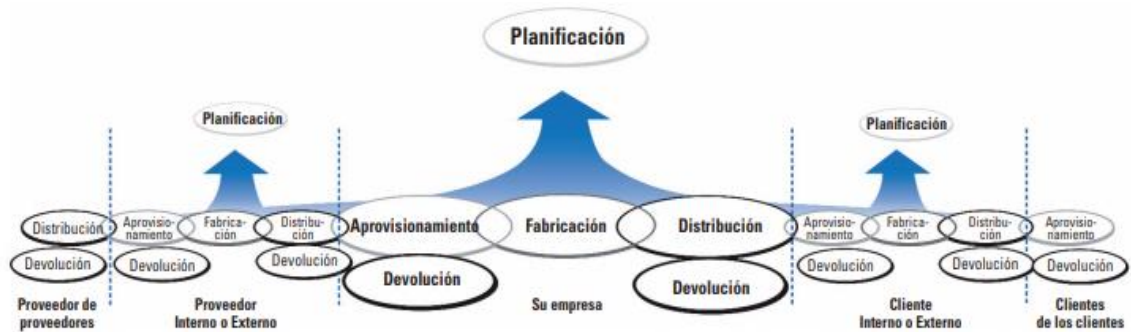 Planificación
Planificación
Planificación
Distribución
Aprovisio-
namiento
Fabrica-
ción
Distribu-
ción
Aprovisionamiento
Fabricación
Distribución
Aprovisio-
namiento
Fabrica-
ción
Distribu-
ción
Aprovisio-
namiento
Devolución
Devolución
Devolución
Devolución
Devolución
Devolución
Devolución
Devolución
Proveedor de
proveedores
Proveedor
Interno o Externo
Su empresa
Cliente
Interno o Externo
Clientes
de los clientes